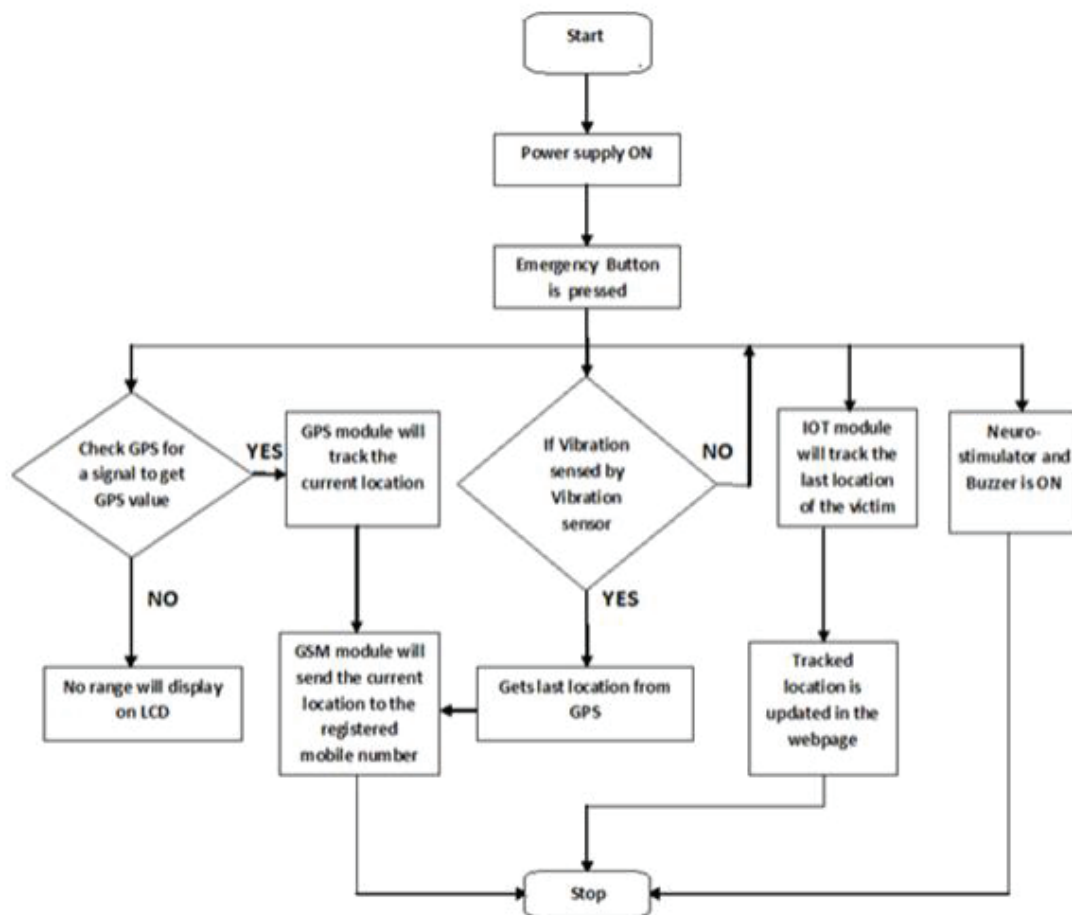 Start
Power supply ON
Emergency Button
is pressed
Check GPS for
a signal to get
GPS value
YES
NO
GPS module will
track the
current location
If Vibration
sensed by
Vibration
sensor
NO
YES
IOT module
will track the
last location
of the victim
Neuro-
stimulator and
Buzzer is ON
No range will display
on LCD
GSM module will
send the current
location to the
registered
mobile number
Gets last location from
GPS
Tracked
location is
updated in the
webpage
Stop